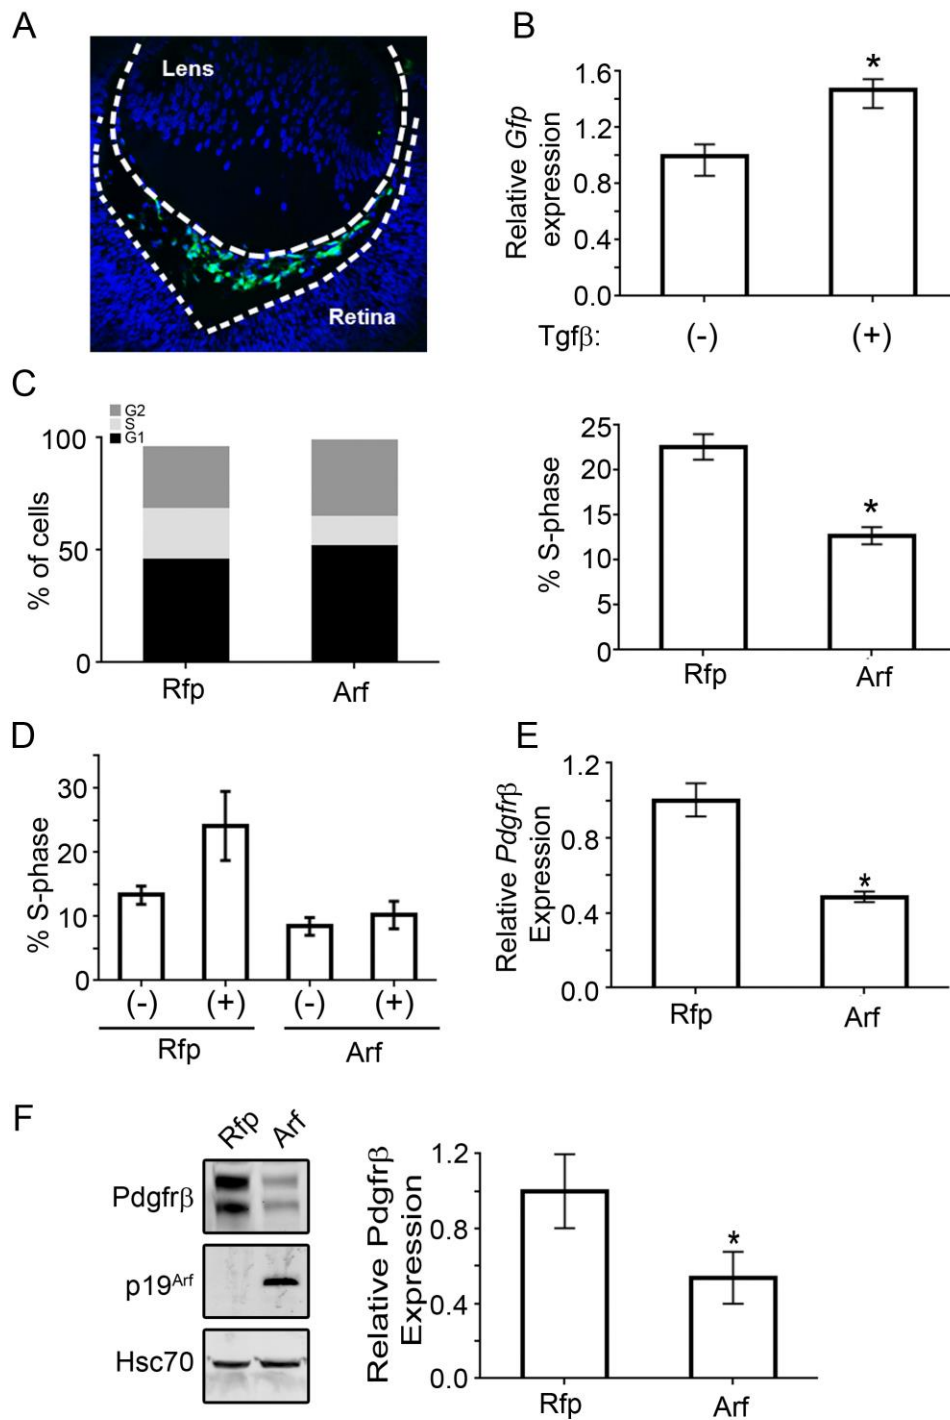 A
Lens
Retina
B
Relative Gfp
expression
1.6
1.2
0.8
0.4
0.0
*
Tgfβ: (-) (+)
C
G2
S
G1
% of cells
100
50
0
Rfp Arf
% S-phase
25
20
15
10
5
0
*
Rfp Arf
D
% S-phase
30
20
10
0
(-) (+) (-) (+)
Rfp Arf
E
Relative Pdgfrβ
Expression
1.2
0.8
0.4
0.0
*
Rfp Arf
F
Rfp Arf
Pdgfrβ
p19Arf
Hsc70
Relative Pdgfrβ
Expression
1.2
0.8
0.4
0.0
*
Rfp Arf